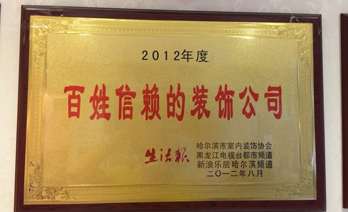 2012年度
百姓信赖的装饰公司
生活报
哈尔滨市室内装饰协会
黑龙江电视台都市频道
新浪乐居哈尔滨频道
二〇一二年八月